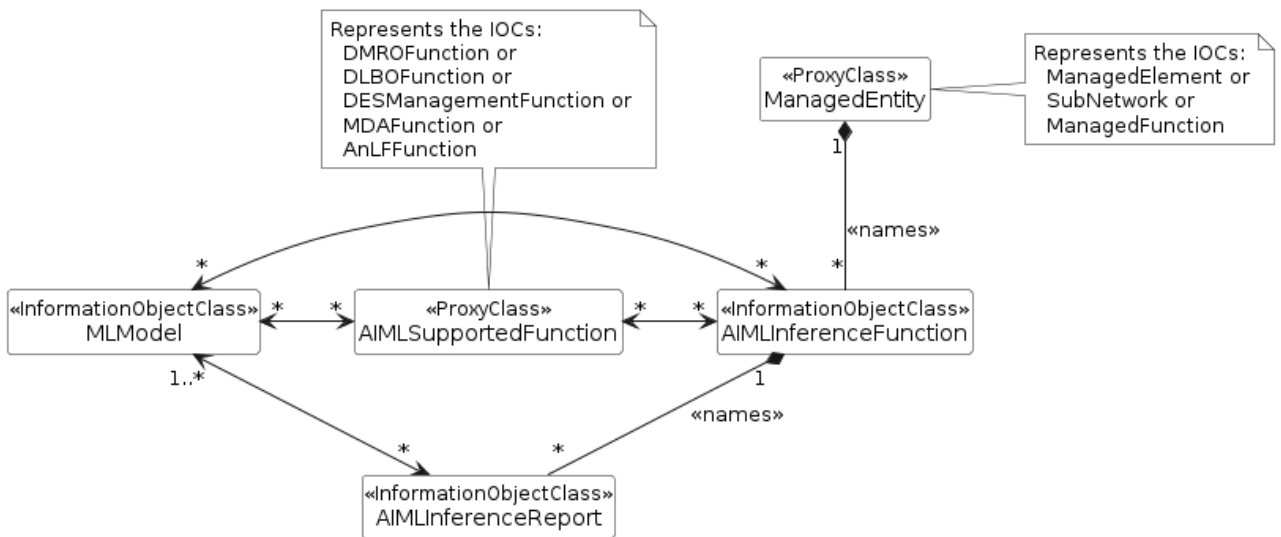 Represents the IOCs:
DMROFunction or
DLBOFunction or
DESManagementFunction or
MDAFunction or
AnLFFunction
«ProxyClass»
ManagedEntity
Represents the IOCs:
ManagedElement or
SubNetwork or
ManagedFunction
1
«names»
*
*
*
«InformationObjectClass»
MLModel
*
*
«ProxyClass»
AIMLSupportedFunction
*
*
«InformationObjectClass»
AIMLInferenceFunction
1..*
1
«names»
*
*
«InformationObjectClass»
AIMLInferenceReport